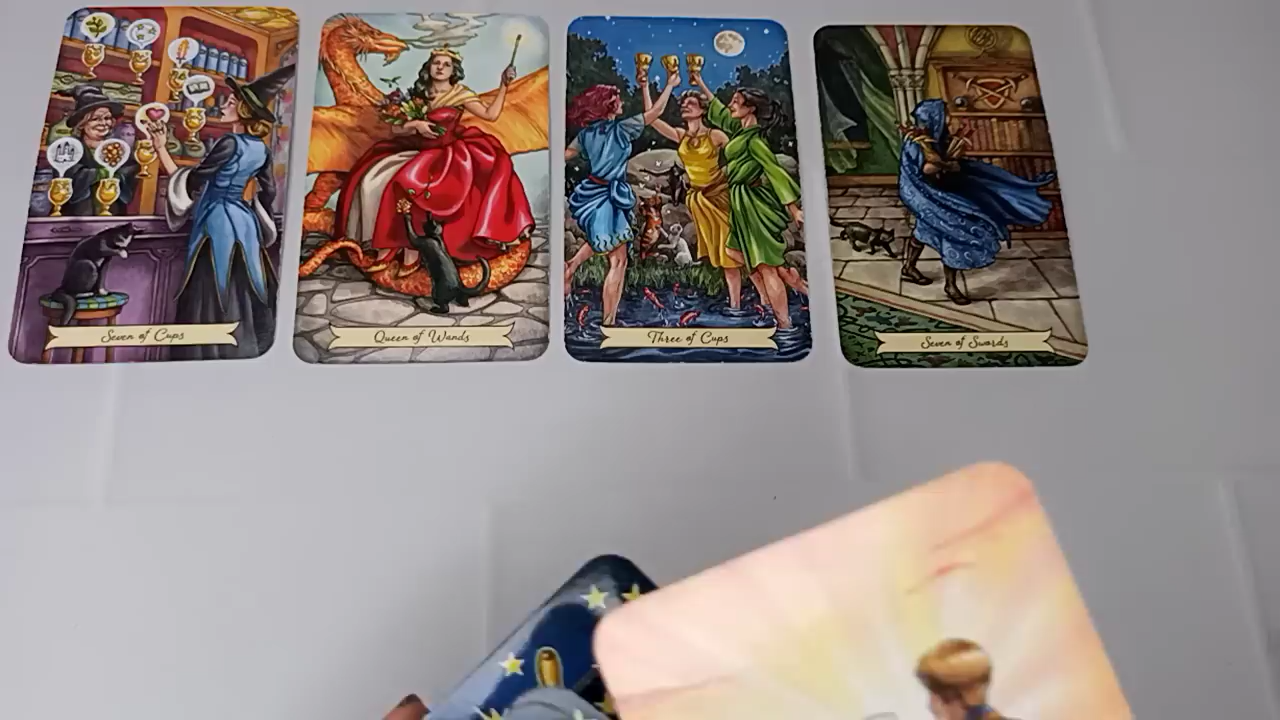 Seven of Cups
Queen of Wands
Three of Cups
Seven of Swords